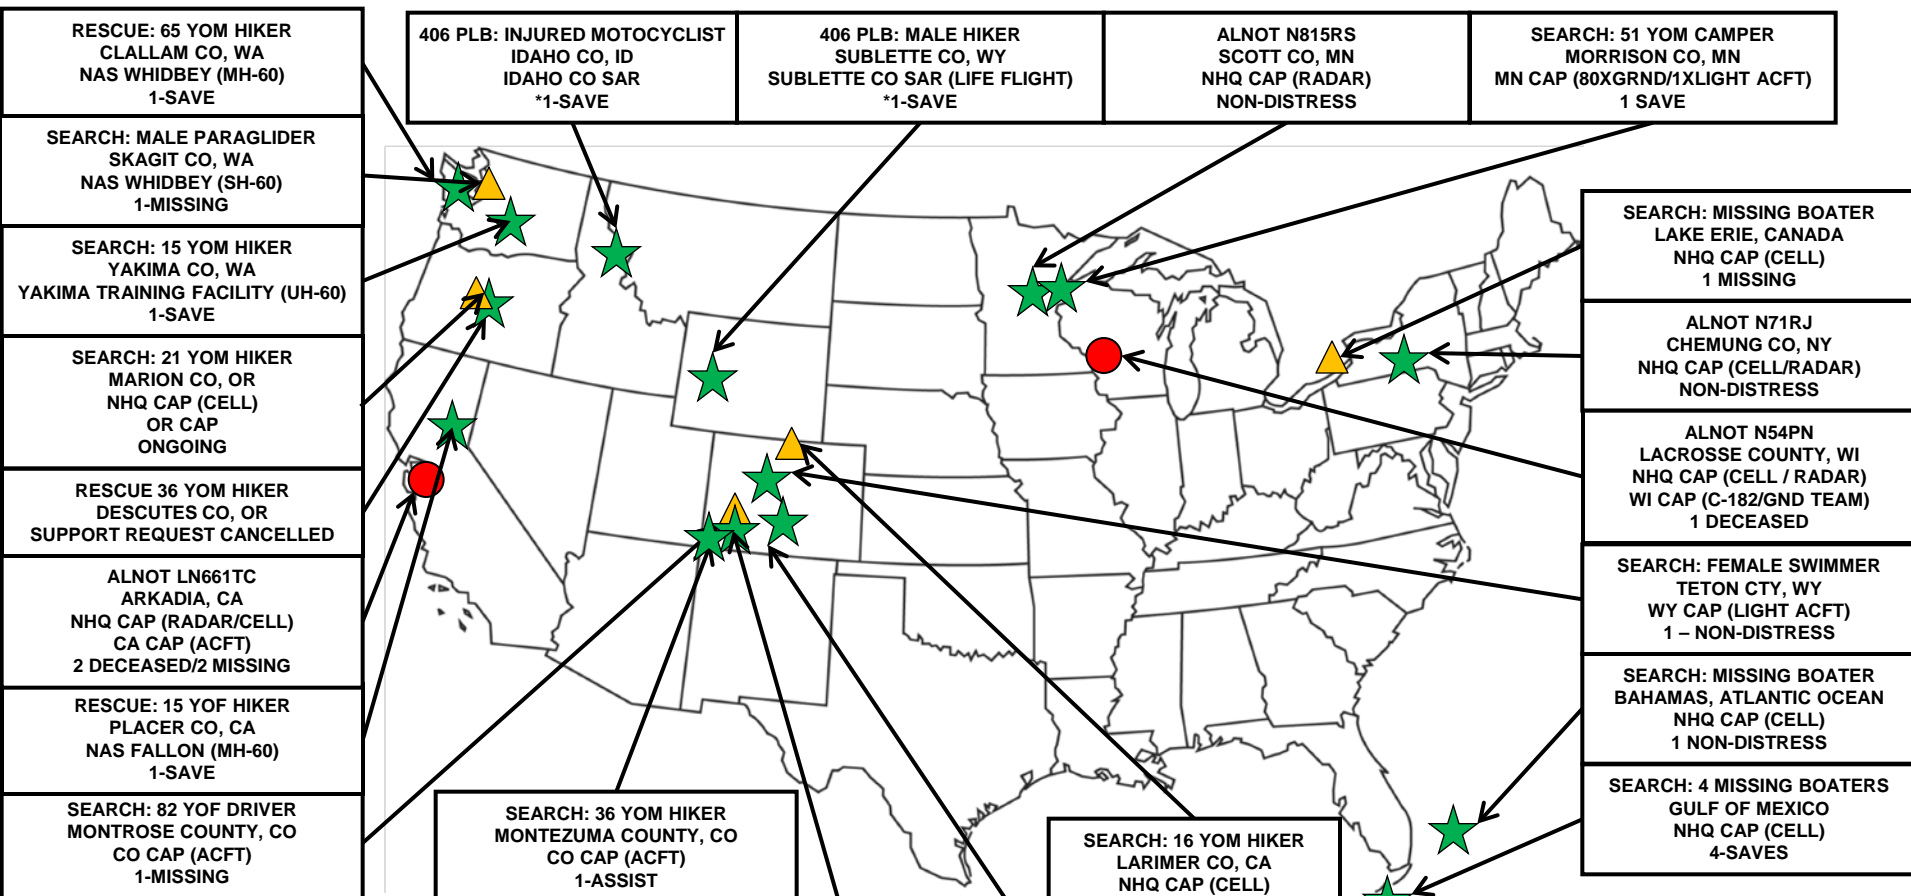 RESCUE: 65 YOM HIKER
CLALLAM CO, WA
NAS WHIDBEY (MH-60)
1-SAVE
SEARCH: MALE PARAGLIDER
SKAGIT CO, WA
NAS WHIDBEY (SH-60)
1-MISSING
SEARCH: 15 YOM HIKER
YAKIMA CO, WA
YAKIMA TRAINING FACILITY (UH-60)
1-SAVE
SEARCH: 21 YOM HIKER
MARION CO, OR
NHQ CAP (CELL)
OR CAP
ONGOING
RESCUE 36 YOM HIKER
DESCUTES CO, OR
SUPPORT REQUEST CANCELLED
ALNOT LN661TC
ARKADIA, CA
NHQ CAP (RADAR/CELL)
CA CAP (ACFT)
2 DECEASED/2 MISSING
RESCUE: 15 YOF HIKER
PLACER CO, CA
NAS FALLON (MH-60)
1-SAVE
SEARCH: 82 YOF DRIVER
MONTROSE COUNTY, CO
CO CAP (ACFT)
1-MISSING
406 PLB: INJURED MOTOCYCLIST
IDAHO CO, ID
IDAHO CO SAR
*1-SAVE
406 PLB: MALE HIKER
SUBLETTE CO, WY
SUBLETTE CO SAR (LIFE FLIGHT)
*1-SAVE
ALNOT N815RS
SCOTT CO, MN
NHQ CAP (RADAR)
NON-DISTRESS
SEARCH: 51 YOM CAMPER
MORRISON CO, MN
MN CAP (80XGRND/1XLIGHT ACFT)
1 SAVE
SEARCH: MISSING BOATER
LAKE ERIE, CANADA
NHQ CAP (CELL)
1 MISSING
ALNOT N71RJ
CHEMUNG CO, NY
NHQ CAP (CELL/RADAR)
NON-DISTRESS
ALNOT N54PN
LACROSSE COUNTY, WI
NHQ CAP (CELL / RADAR)
WI CAP (C-182/GND TEAM)
1 DECEASED
SEARCH: FEMALE SWIMMER
TETON CTY, WY
WY CAP (LIGHT ACFT)
1 – NON-DISTRESS
SEARCH: MISSING BOATER
BAHAMAS, ATLANTIC OCEAN
NHQ CAP (CELL)
1 NON-DISTRESS
SEARCH: 4 MISSING BOATERS
GULF OF MEXICO
NHQ CAP (CELL)
4-SAVES
SEARCH: 36 YOM HIKER
MONTEZUMA COUNTY, CO
CO CAP (ACFT)
1-ASSIST
SEARCH: 16 YOM HIKER
LARIMER CO, CA
NHQ CAP (CELL)